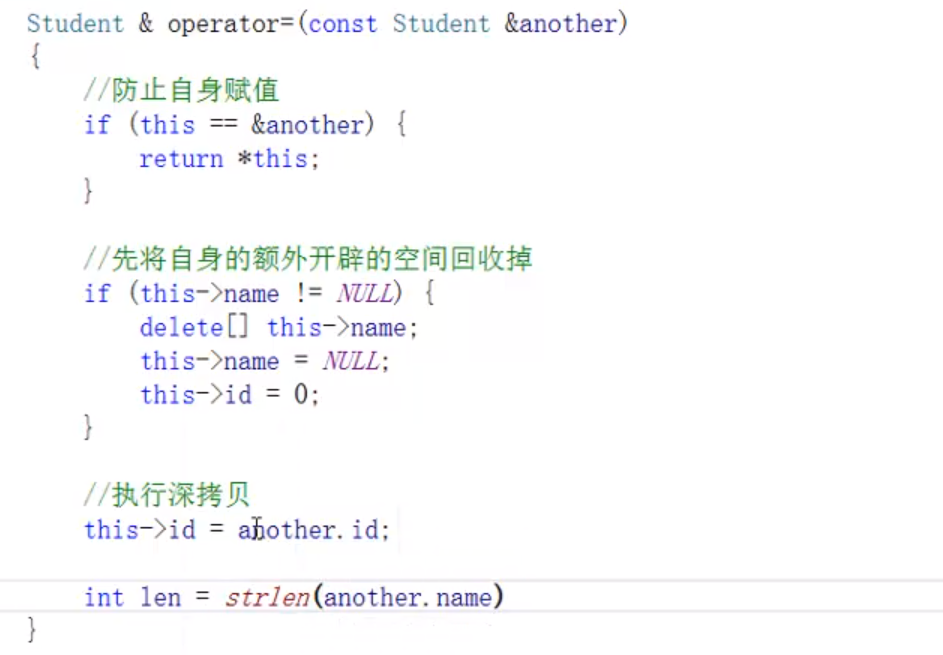 Student & operator=(const Student &another)
{
//防止自身赋值
if (this == &another) {
return *this;
}
//先将自身的额外开辟的空间回收掉
if (this->name != NULL) {
delete[] this->name;
this->name = NULL;
this->id = 0;
}
//执行深拷贝
this->id = another.id;
int len = strlen(another.name)
}